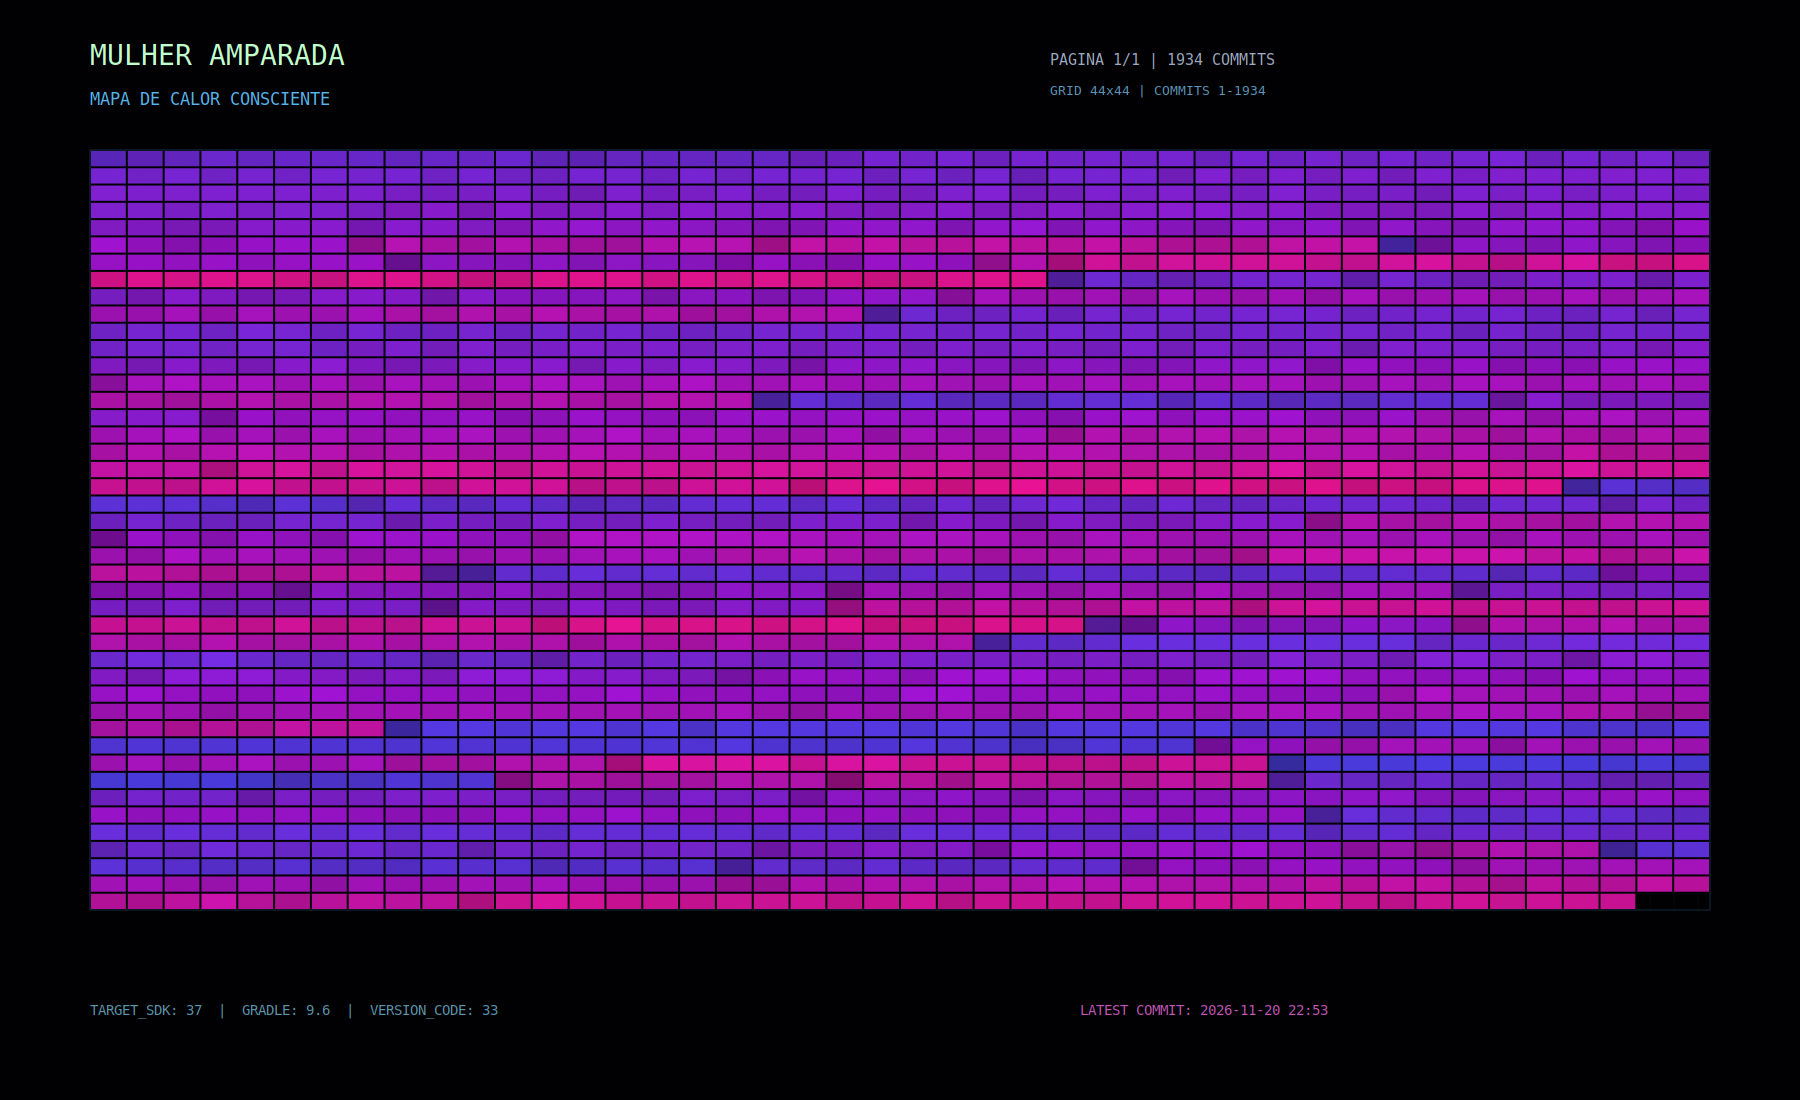 MULHER AMPARADA
MAPA DE CALOR CONSCIENTE
PAGINA 1/1 | 1934 COMMITS
GRID 44x44 | COMMITS 1-1934
TARGET_SDK: 37 | GRADLE: 9.6 | VERSION_CODE: 33
LATEST COMMIT: 2026-11-20 22:53